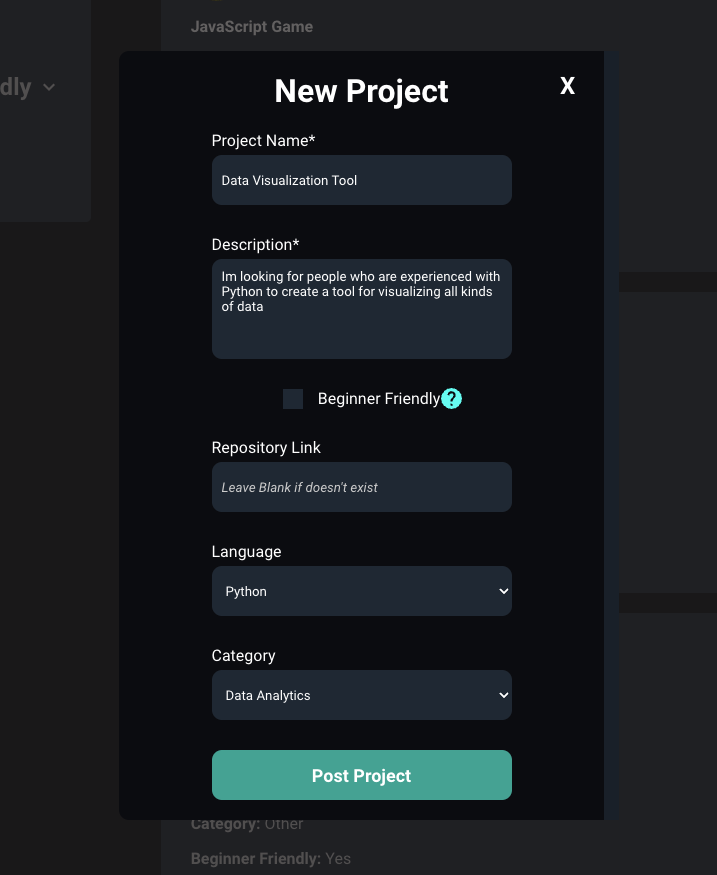 JavaScript Game
dly
New Project
X
Project Name*
Data Visualization Tool
Description*
Im looking for people who are experienced with
Python to create a tool for visualizing all kinds
of data
Beginner Friendly ?
Repository Link
Leave Blank if doesn't exist
Language
Python
Category
Data Analytics
Post Project
Category: Other
Beginner Friendly: Yes